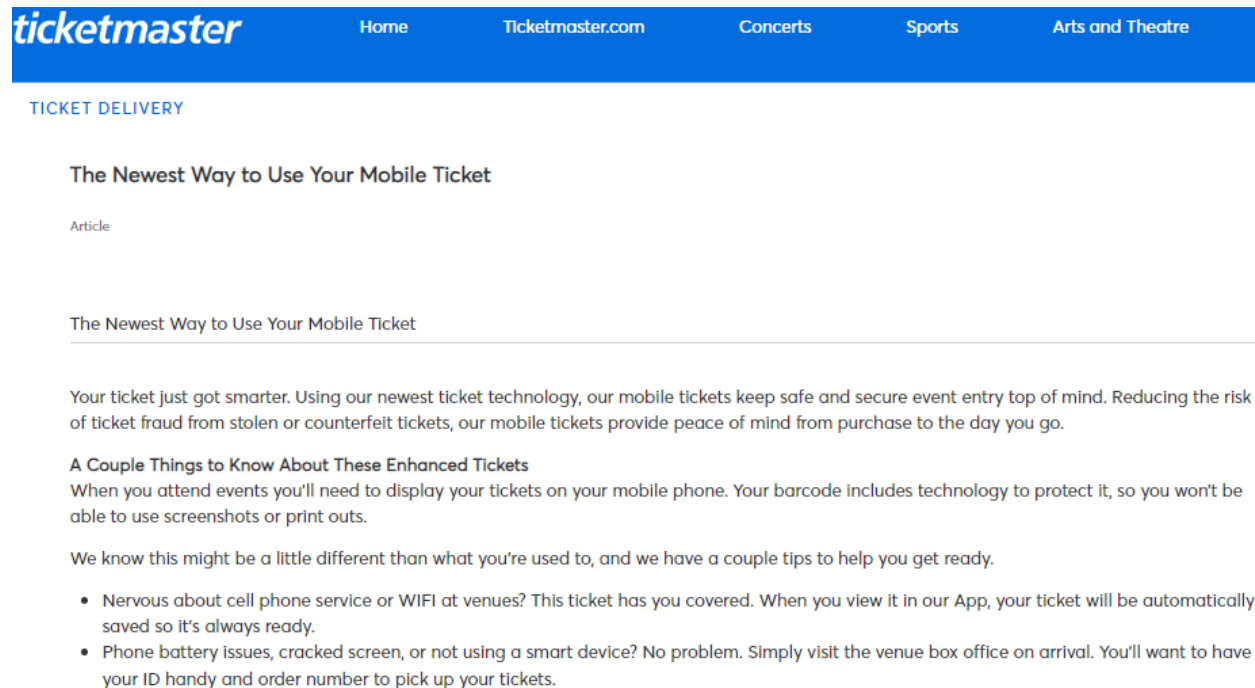 ticketmaster Home Ticketmaster.com Concerts Sports Arts and Theatre
TICKET DELIVERY
The Newest Way to Use Your Mobile Ticket
Article
The Newest Way to Use Your Mobile Ticket
Your ticket just got smarter. Using our newest ticket technology, our mobile tickets keep safe and secure event entry top of mind. Reducing the risk
of ticket fraud from stolen or counterfeit tickets, our mobile tickets provide peace of mind from purchase to the day you go.
A Couple Things to Know About These Enhanced Tickets
When you attend events you'll need to display your tickets on your mobile phone. Your barcode includes technology to protect it, so you won't be
able to use screenshots or print outs.
We know this might be a little different than what you're used to, and we have a couple tips to help you get ready.
• Nervous about cell phone service or WIFI at venues? This ticket has you covered. When you view it in our App, your ticket will be automatically
saved so it's always ready.
• Phone battery issues, cracked screen, or not using a smart device? No problem. Simply visit the venue box office on arrival. You'll want to have
your ID handy and order number to pick up your tickets.